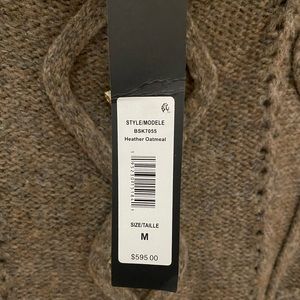 STYLE/MODELE
BSK7055
Heather Oatmeal
SIZE/TAILLE
M
$595.00